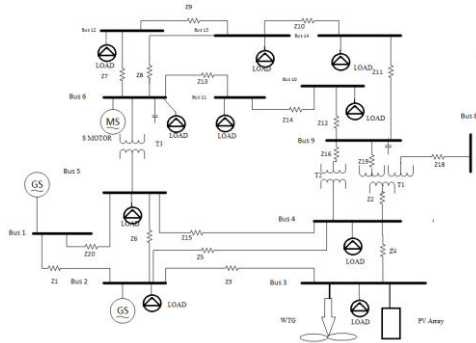 Z9
Bus 12
Bus 13
Z10
Bus 14
LOAD
Z7
Z8
LOAD
LOAD
Z11
Z13
Bus 10
Bus 6
Bus 11
LOAD
Bus 8
MS
LOAD
LOAD
Z14
Z12
S MOTOR
T3
Bus 9
Z16
Z19
Z18
Bus 5
T2
T1
Z2
GS
LOAD
Bus 4
Bus 1
Z6
Z15
Z20
Z5
LOAD
Z1
Bus 2
Z3
Bus 3
GS
LOAD
WTG
LOAD
PV Array